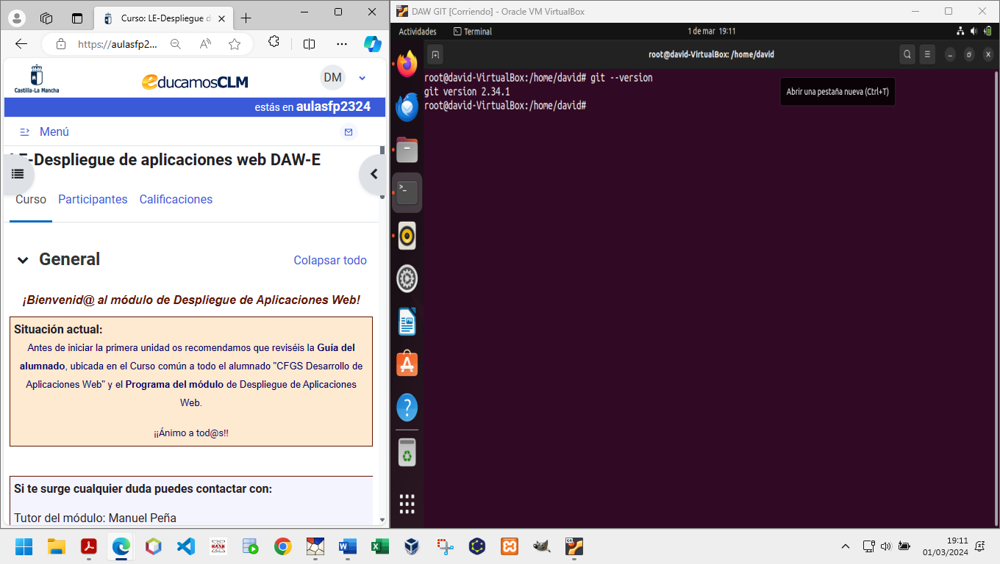 Curso: LE-Despliegue d
https://aulasfp2...
Castilla-La Mancha
educamosCLM
DM
estás en aulasfp2324
Menú
LE-Despliegue de aplicaciones web DAW-E
Curso
Participantes
Calificaciones
General
Colapsar todo
¡Bienvenid@ al módulo de Despliegue de Aplicaciones Web!
Situación actual:
Antes de iniciar la primera unidad os recomendamos que reviséis la Guía del
alumnado, ubicada en el Curso común a todo el alumnado "CFGS Desarrollo de
Aplicaciones Web" y el Programa del módulo de Despliegue de Aplicaciones
Web.
¡¡Ánimo a tod@s!!
Si te surge cualquier duda puedes contactar con:
Tutor del módulo: Manuel Peña
DAW GIT [Corriendo] - Oracle VM VirtualBox
Actividades
Terminal
1 de mar 19:11
root@david-VirtualBox: /home/david
root@david-VirtualBox:/home/david# git --version
git version 2.34.1
root@david-VirtualBox:/home/david#
Abrir una pestaña nueva (Ctrl+T)
19:11
01/03/2024